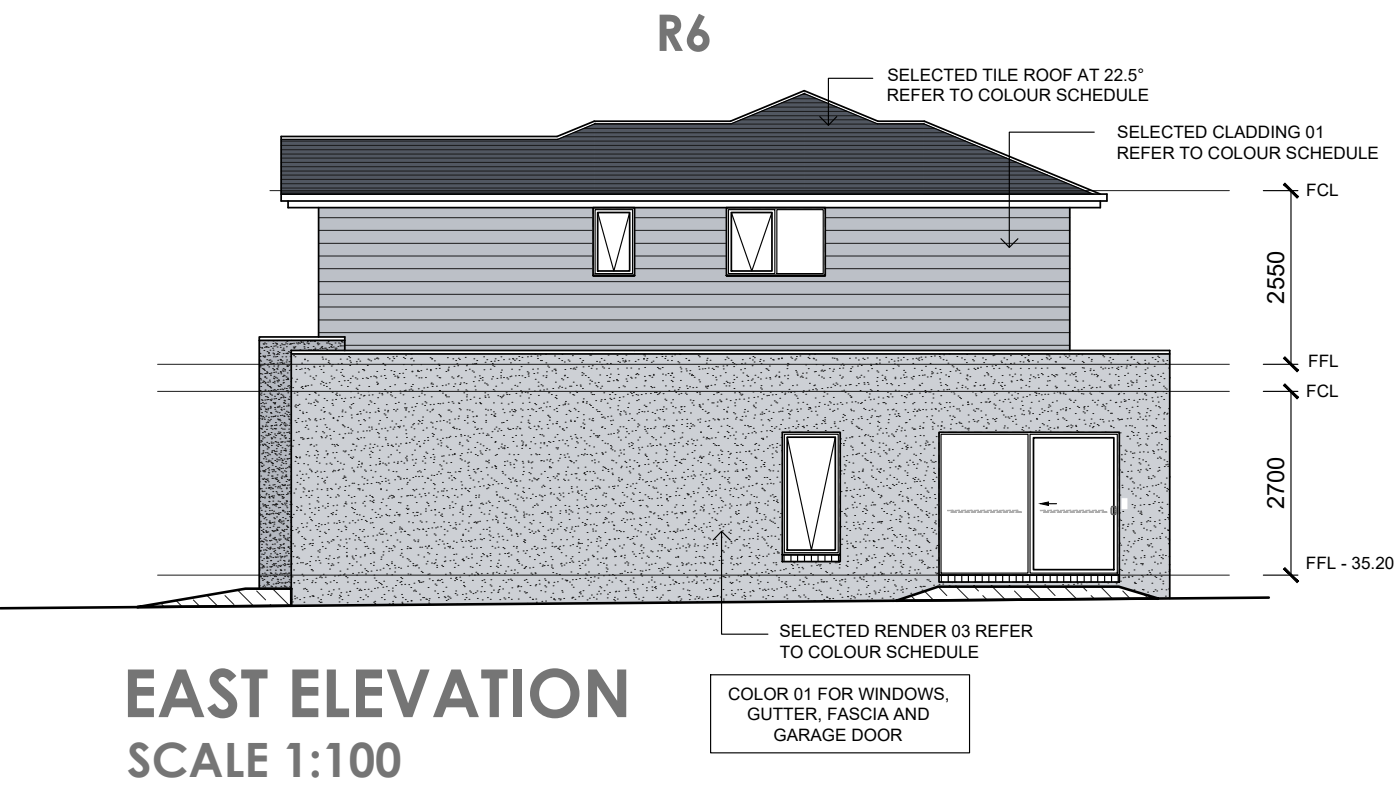 R6
SELECTED TILE ROOF AT 22.5°
REFER TO COLOUR SCHEDULE
SELECTED CLADDING 01
REFER TO COLOUR SCHEDULE
FCL
2550
FFL
FCL
2700
FFL - 35.20
SELECTED RENDER 03 REFER
TO COLOUR SCHEDULE
COLOR 01 FOR WINDOWS,
GUTTER, FASCIA AND
GARAGE DOOR
EAST ELEVATION
SCALE 1:100